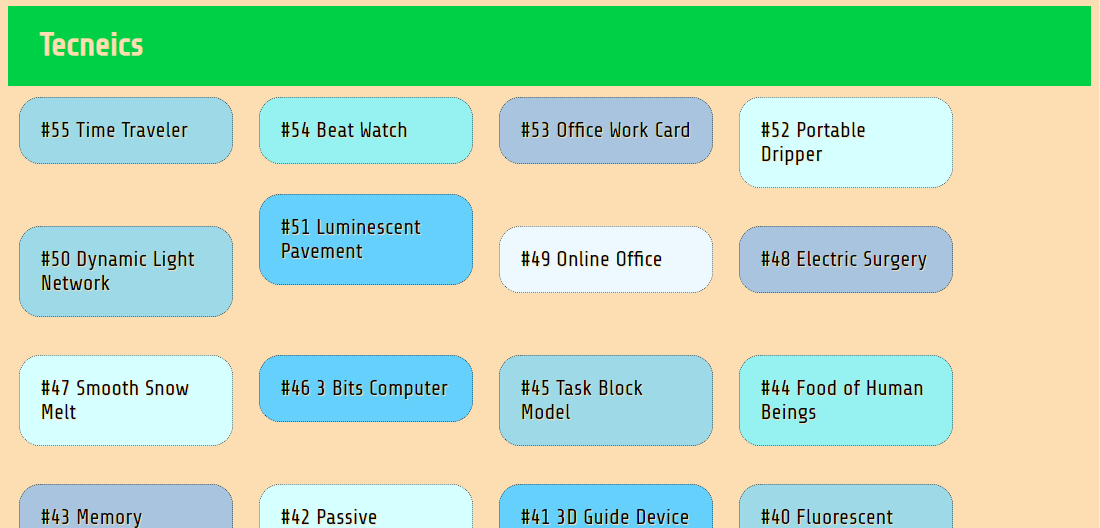 Tecneics
#55 Time Traveler
#54 Beat Watch
#53 Office Work Card
#52 Portable
Dripper
#51 Luminescent
Pavement
#50 Dynamic Light
Network
#49 Online Office
#48 Electric Surgery
#47 Smooth Snow
Melt
#46 3 Bits Computer
#45 Task Block
Model
#44 Food of Human
Beings
#43 Memory
#42 Passive
#41 3D Guide Device
#40 Fluorescent